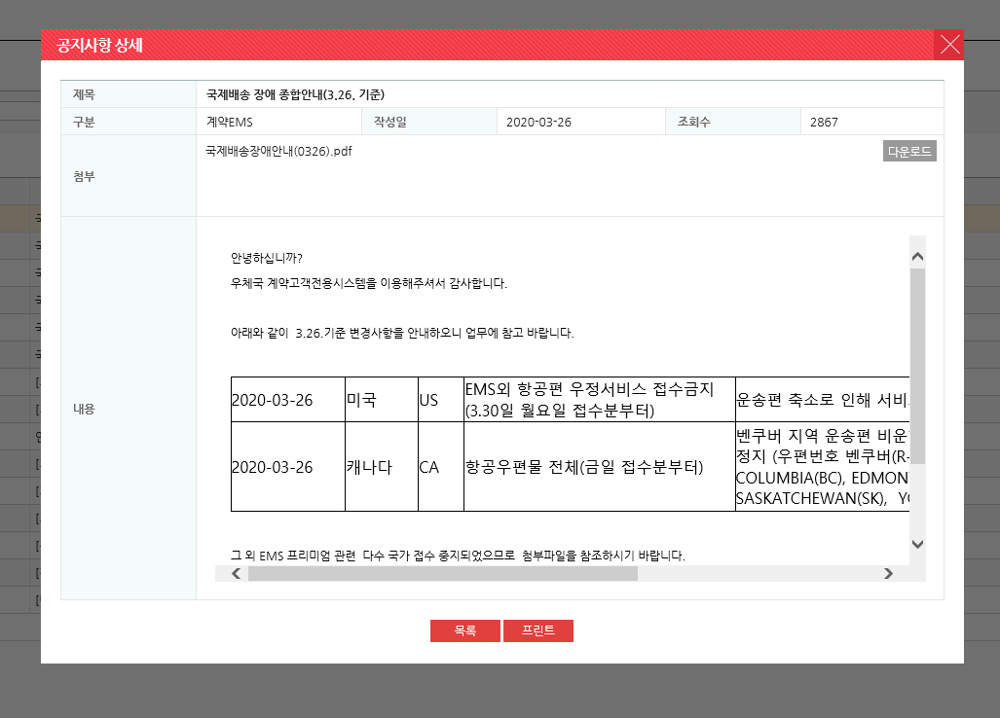 공지사항 상세
제목 국제배송 장애 종합안내(3.26. 기준)
구분 계약EMS 작성일 2020-03-26 조회수 2867
첨부 국제배송장애안내(0326).pdf 다운로드
내용
안녕하십니까?
우체국 계약고객전용시스템을 이용해주셔서 감사합니다.
아래와 같이 3.26.기준 변경사항을 안내하오니 업무에 참고 바랍니다.
2020-03-26 미국 US EMS외 항공편 우정서비스 접수금지
(3.30일 월요일 접수분부터) 운송편 축소로 인해 서비
2020-03-26 캐나다 CA 항공우편물 전체(금일 접수분부터)
벤쿠버 지역 운송편 비운
정지 (우편번호 벤쿠버(R-
COLUMBIA(BC), EDMON
SASKATCHEWAN(SK), Y
그 외 EMS 프리미엄 관련 다수 국가 접수 중지되었으므로 첨부파일을 참조하시기 바랍니다.
목록 프린트